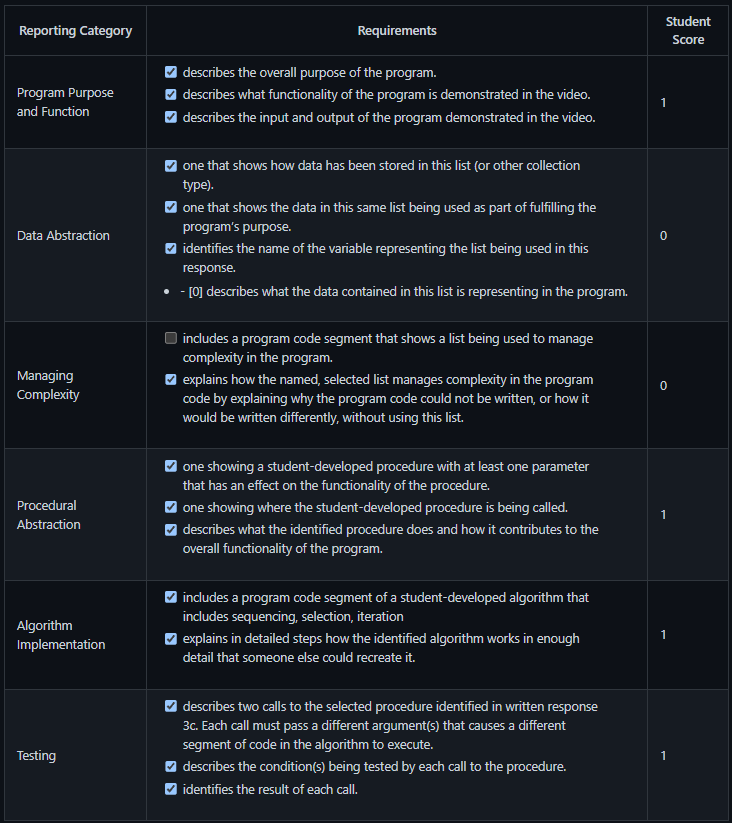 Reporting Category
Requirements
Student
Score
Program Purpose
and Function
describes the overall purpose of the program.
describes what functionality of the program is demonstrated in the video.
describes the input and output of the program demonstrated in the video.
1
Data Abstraction
one that shows how data has been stored in this list (or other collection
type).
one that shows the data in this same list being used as part of fulfilling the
program's purpose.
identifies the name of the variable representing the list being used in this
response.
• - [0] describes what the data contained in this list is representing in the program.
0
Managing
Complexity
includes a program code segment that shows a list being used to manage
complexity in the program.
explains how the named, selected list manages complexity in the program
code by explaining why the program code could not be written, or how it
would be written differently, without using this list.
0
Procedural
Abstraction
one showing a student-developed procedure with at least one parameter
that has an effect on the functionality of the procedure.
one showing where the student-developed procedure is being called.
describes what the identified procedure does and how it contributes to the
overall functionality of the program.
1
Algorithm
Implementation
includes a program code segment of a student-developed algorithm that
includes sequencing, selection, iteration
explains in detailed steps how the identified algorithm works in enough
detail that someone else could recreate it.
1
Testing
describes two calls to the selected procedure identified in written response
3c. Each call must pass a different argument(s) that causes a different
segment of code in the algorithm to execute.
describes the condition(s) being tested by each call to the procedure.
identifies the result of each call.
1